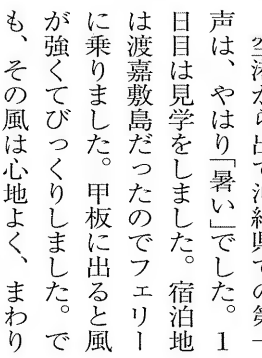 空港から出て沖縄での第一
声は、やはり「暑い」でした。1
日目は見学をしました。宿泊地
は渡嘉敷島だったのでフェリー
に乗りました。甲板に出ると風
が強くてびっくりしました。で
も、その風は心地よく、まわり